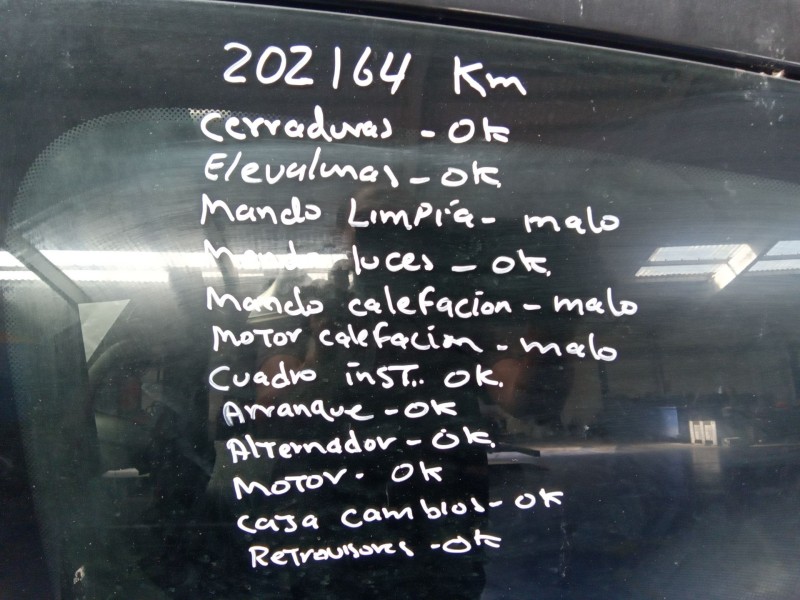 202164 Km
Cerraduras - OK
Elevalunas - OK
Mando Limpia - malo
Mando luces - OK
Mando calefacion - malo
Motor calefacion - malo
Cuadro inst. OK
Arranque - OK
Alternador - OK
Motor - OK
Caja cambios - OK
Retrovisores - OK